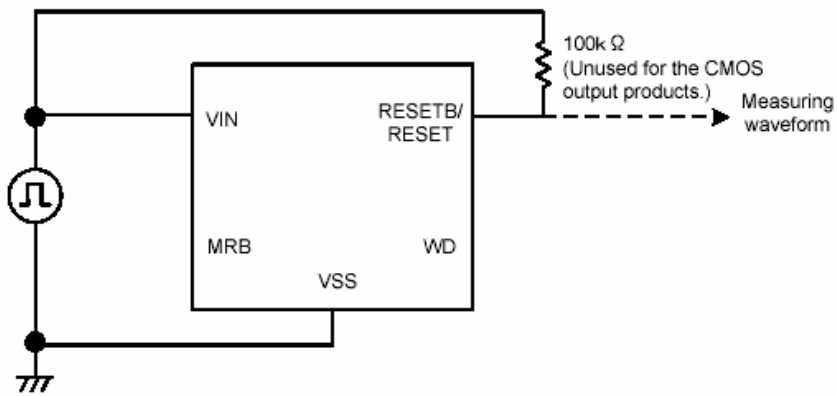 100k Ω
(Unused for the CMOS
output products.)
Measuring
waveform
VIN
RESETB/
RESET
MRB
WD
VSS